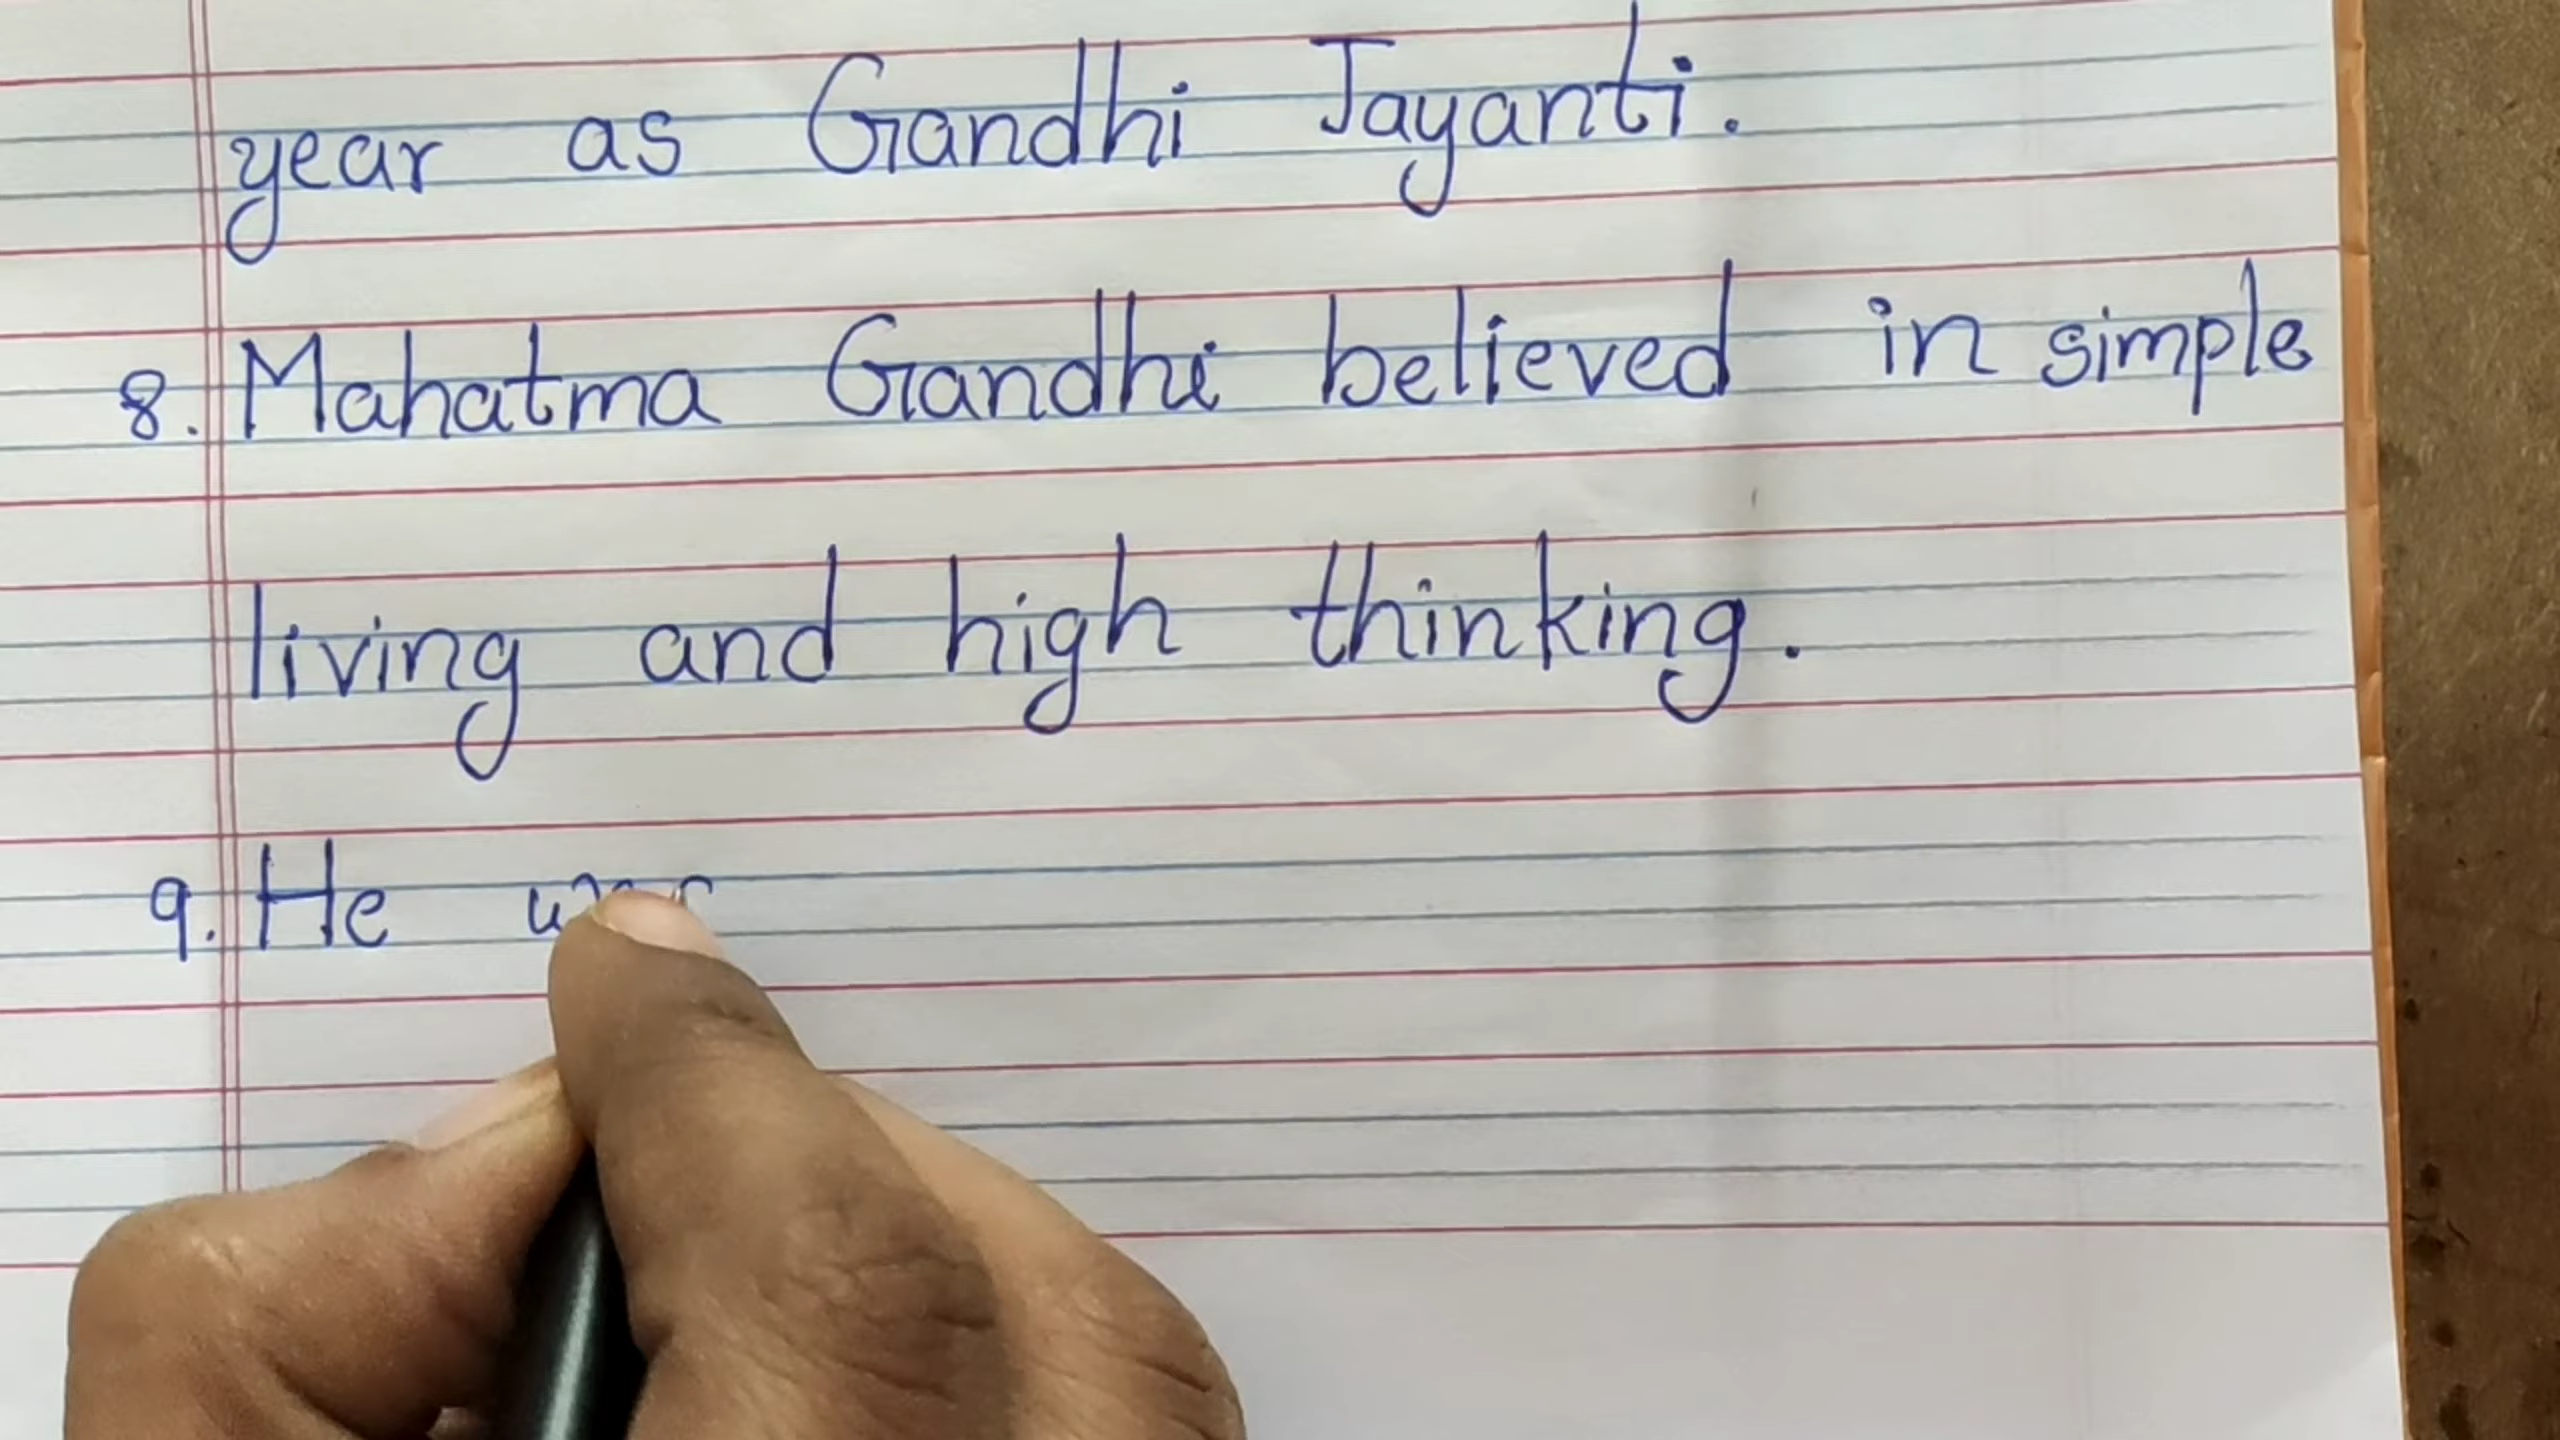 year as Gandhi Jayanti.
8. Mahatma Gandhi believed in simple
living and high thinking.
9. He